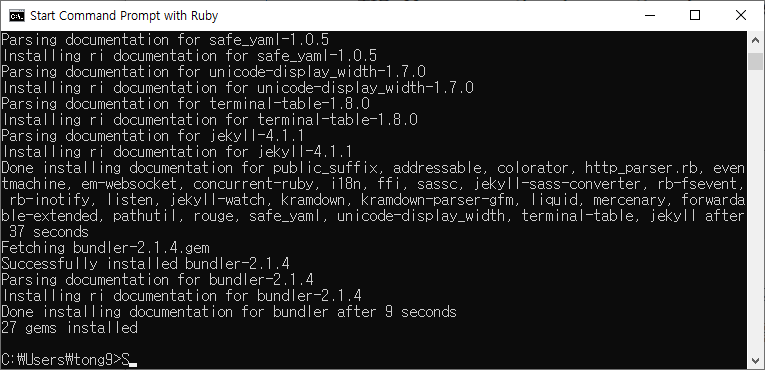 Start Command Prompt with Ruby
Parsing documentation for safe_yaml-1.0.5
Installing ri documentation for safe_yaml-1.0.5
Parsing documentation for unicode-display_width-1.7.0
Installing ri documentation for unicode-display_width-1.7.0
Parsing documentation for terminal-table-1.8.0
Installing ri documentation for terminal-table-1.8.0
Parsing documentation for jekyll-4.1.1
Installing ri documentation for jekyll-4.1.1
Done installing documentation for public_suffix, addressable, colorator, http_parser.rb, even
tmachine, em-websocket, concurrent-ruby, i18n, ffi, sassc, jekyll-sass-converter, rb-fsevent,
 rb-inotify, listen, jekyll-watch, kramdown, kramdown-parser-gfm, liquid, mercenary, forwarda
ble-extended, pathutil, rouge, safe_yaml, unicode-display_width, terminal-table, jekyll after
 37 seconds
Fetching bundler-2.1.4.gem
Successfully installed bundler-2.1.4
Parsing documentation for bundler-2.1.4
Installing ri documentation for bundler-2.1.4
Done installing documentation for bundler after 9 seconds
27 gems installed
C:₩Users₩tong9>S